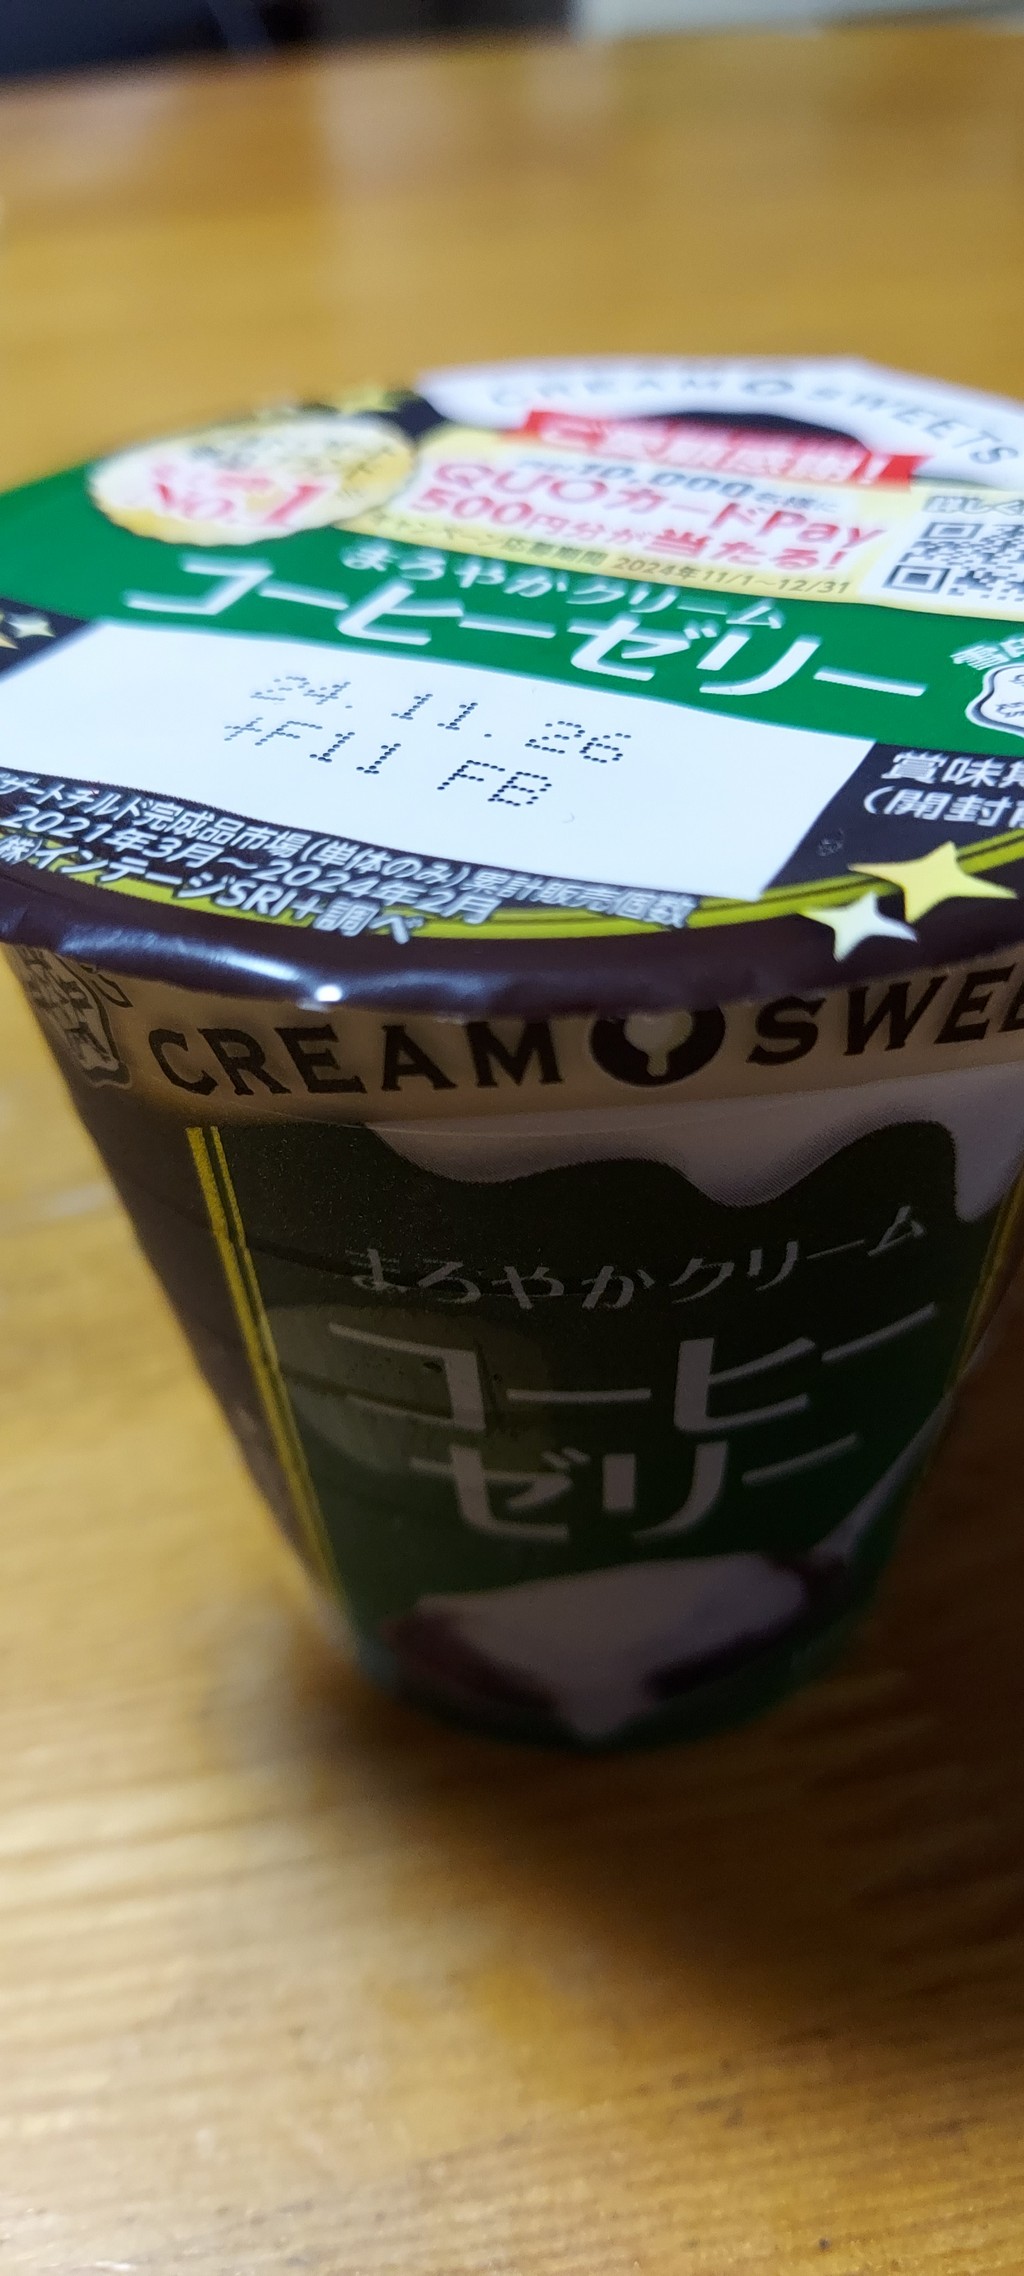 CREAM SWEETS
ご愛顧感謝!
10,000名様に
QUOカードPay
500円分が当たる!
キャンペーン応募期間 2024年11/1~12/31
No.1
まろやかクリーム
コーヒーゼリー
24.11.26
+F11 FB
賞味期
(開封前
ザートチルド完成品市場(単体のみ)累計販売個数
2021年3月~2024年2月
(株)インテージSRI+調べ
CREAM SWEE
まろやかクリーム
コーヒー
ゼリー